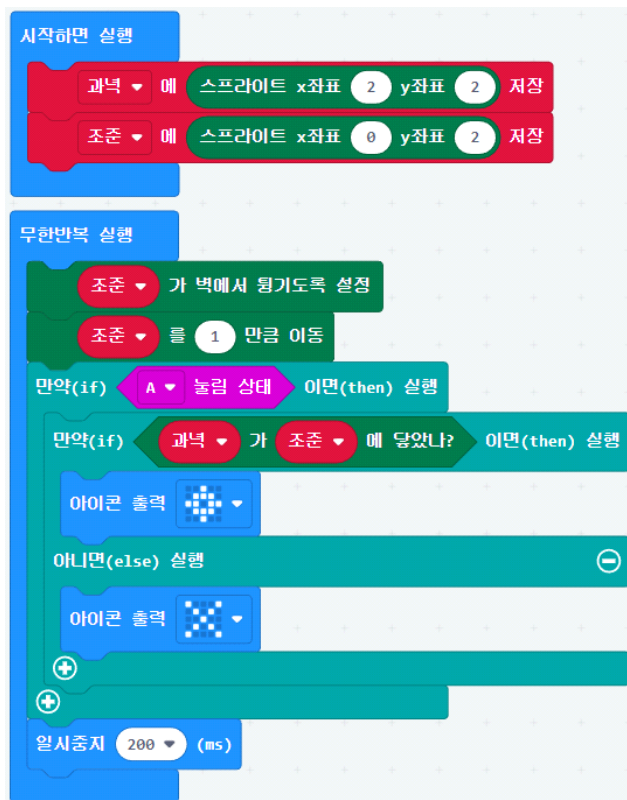 시작하면 실행
과녁 에 스프라이트 x좌표 2 y좌표 2 저장
조준 에 스프라이트 x좌표 0 y좌표 2 저장
무한반복 실행
조준 가 벽에서 튕기도록 설정
조준 를 1 만큼 이동
만약(if) A 눌림 상태 이면(then) 실행
만약(if) 과녁 가 조준 에 닿았나? 이면(then) 실행
아이콘 출력
아니면(else) 실행
아이콘 출력
일시중지 200 (ms)